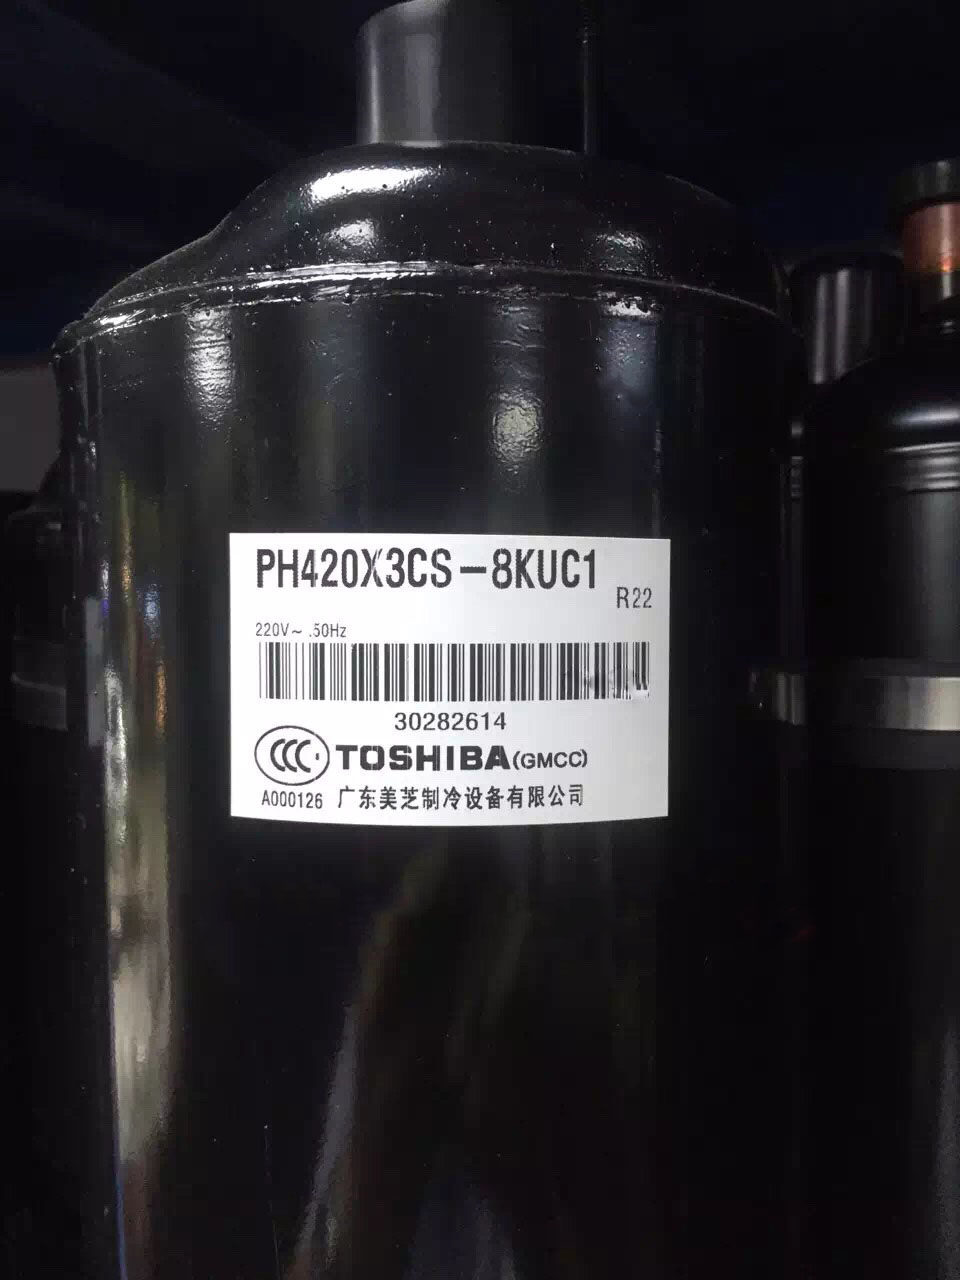 PH420X3CS-8KUC1
R22
220V~ .50Hz
30282614
CCC TOSHIBA(GMCC)
A000126 广东美芝制冷设备有限公司